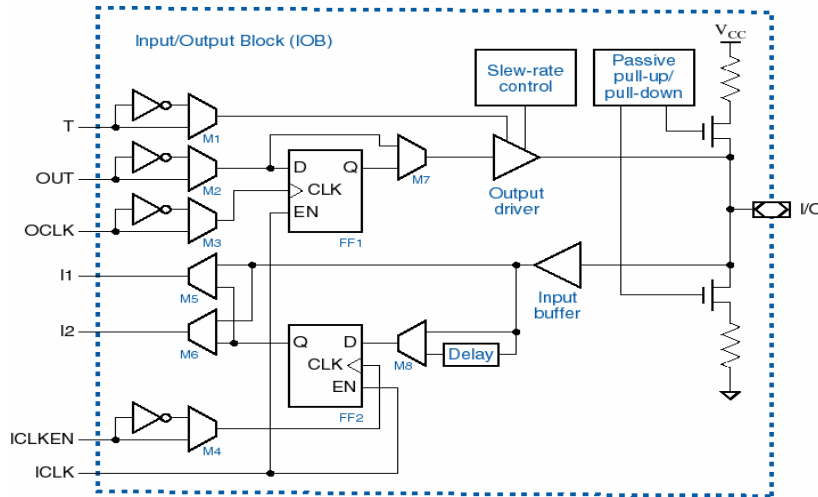 Input/Output Block (IOB)
VCC
Slew-rate
control
Passive
pull-up/
pull-down
T
M1
OUT
M2
D
Q
CLK
EN
FF1
M7
Output
driver
OCLK
M3
I/O
I1
M5
Input
buffer
I2
M6
Q
D
CLK
EN
FF2
M8
Delay
ICLKEN
M4
ICLK